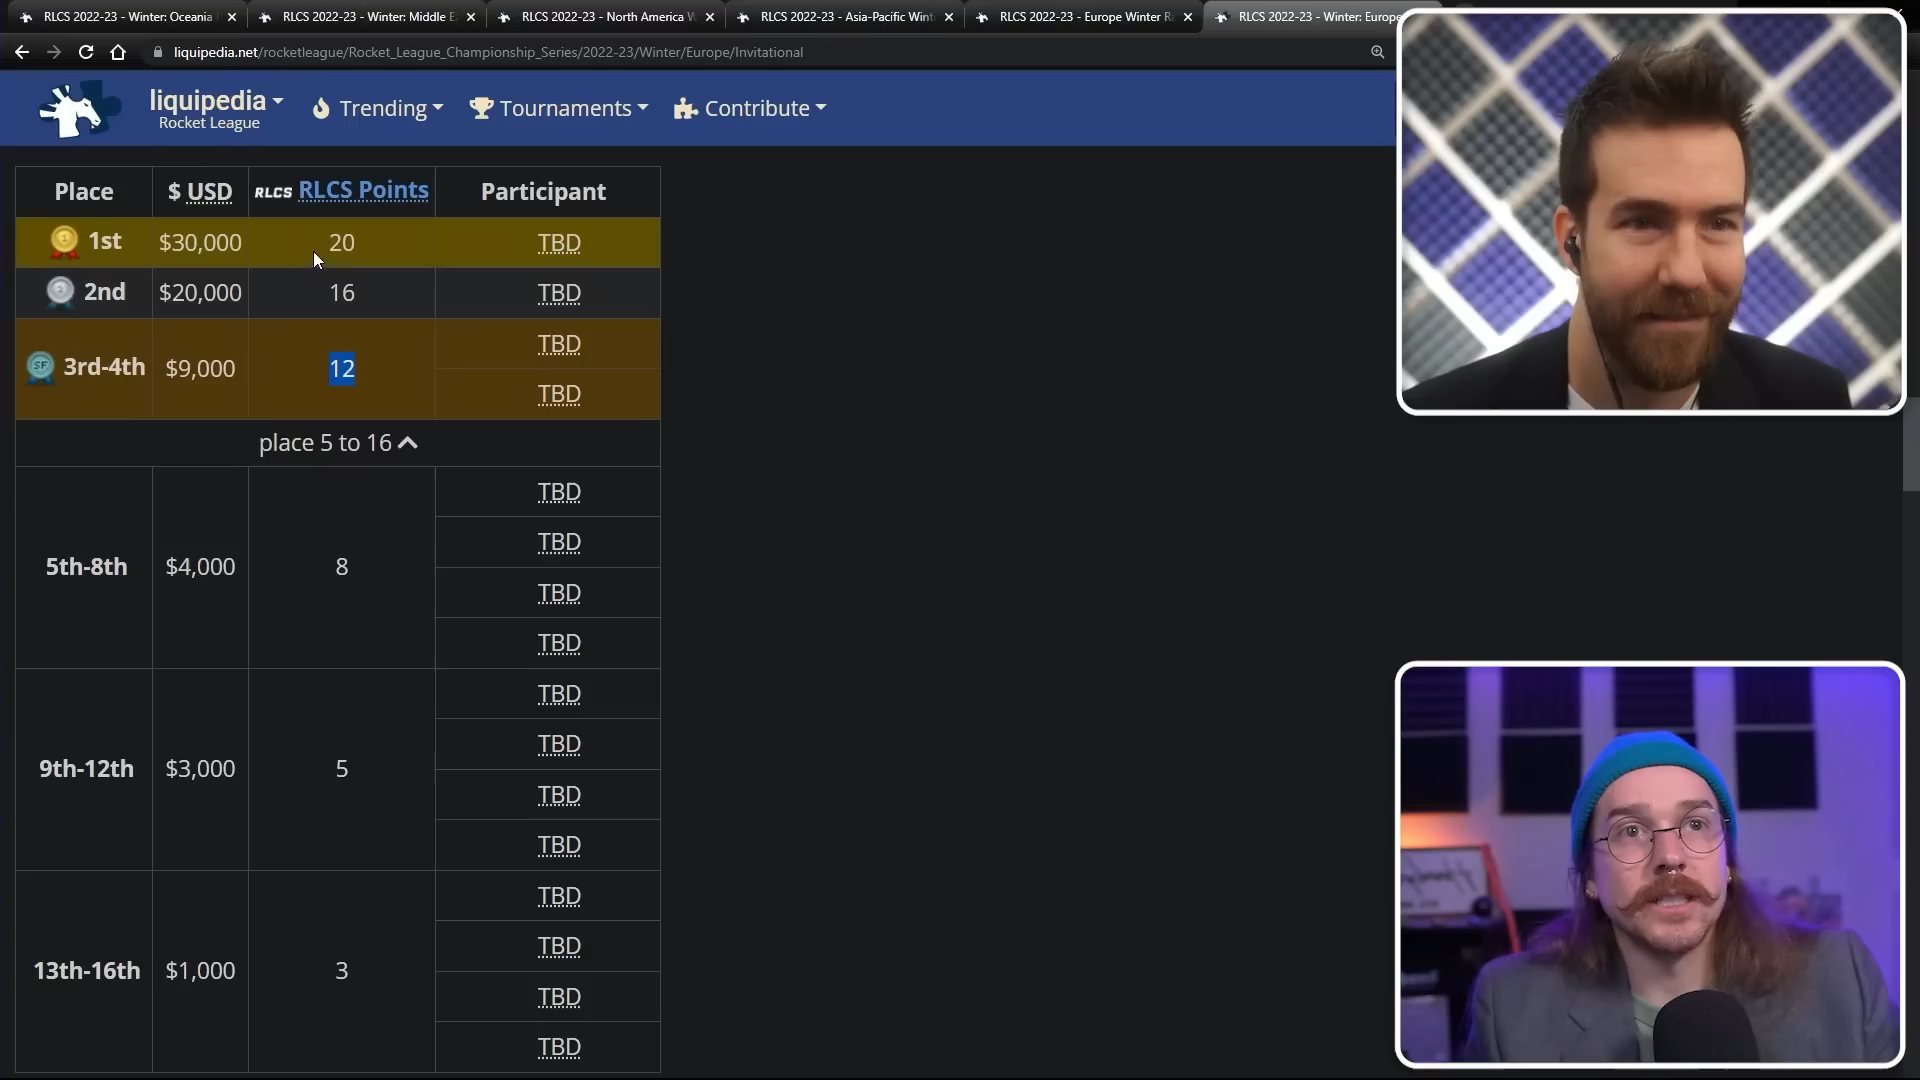 RLCS 2022-23 - Winter: Oceania
RLCS 2022-23 - Winter: Middle E
RLCS 2022-23 - North America W
RLCS 2022-23 - Asia-Pacific Wint
RLCS 2022-23 - Europe Winter R
RLCS 2022-23 - Winter: Europe
liquipedia.net/rocketleague/Rocket_League_Championship_Series/2022-23/Winter/Europe/Invitational
liquipedia
Rocket League
Trending
Tournaments
Contribute
Place $ USD RLCS RLCS Points Participant
1st $30,000 20 TBD
2nd $20,000 16 TBD
SF 3rd-4th $9,000 12 TBD
TBD
place 5 to 16
5th-8th $4,000 8 TBD
TBD
TBD
TBD
9th-12th $3,000 5 TBD
TBD
TBD
TBD
13th-16th $1,000 3 TBD
TBD
TBD
TBD